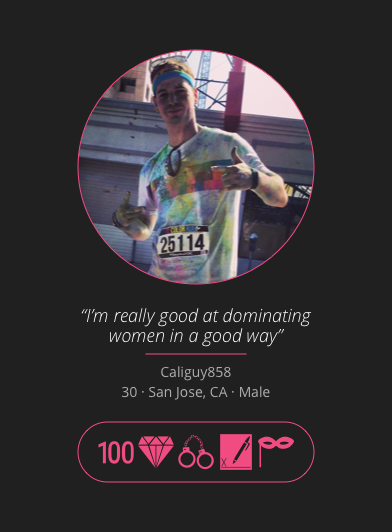 25114
“I’m really good at dominating
women in a good way”
Caliguy858
30 · San Jose, CA · Male
100
X